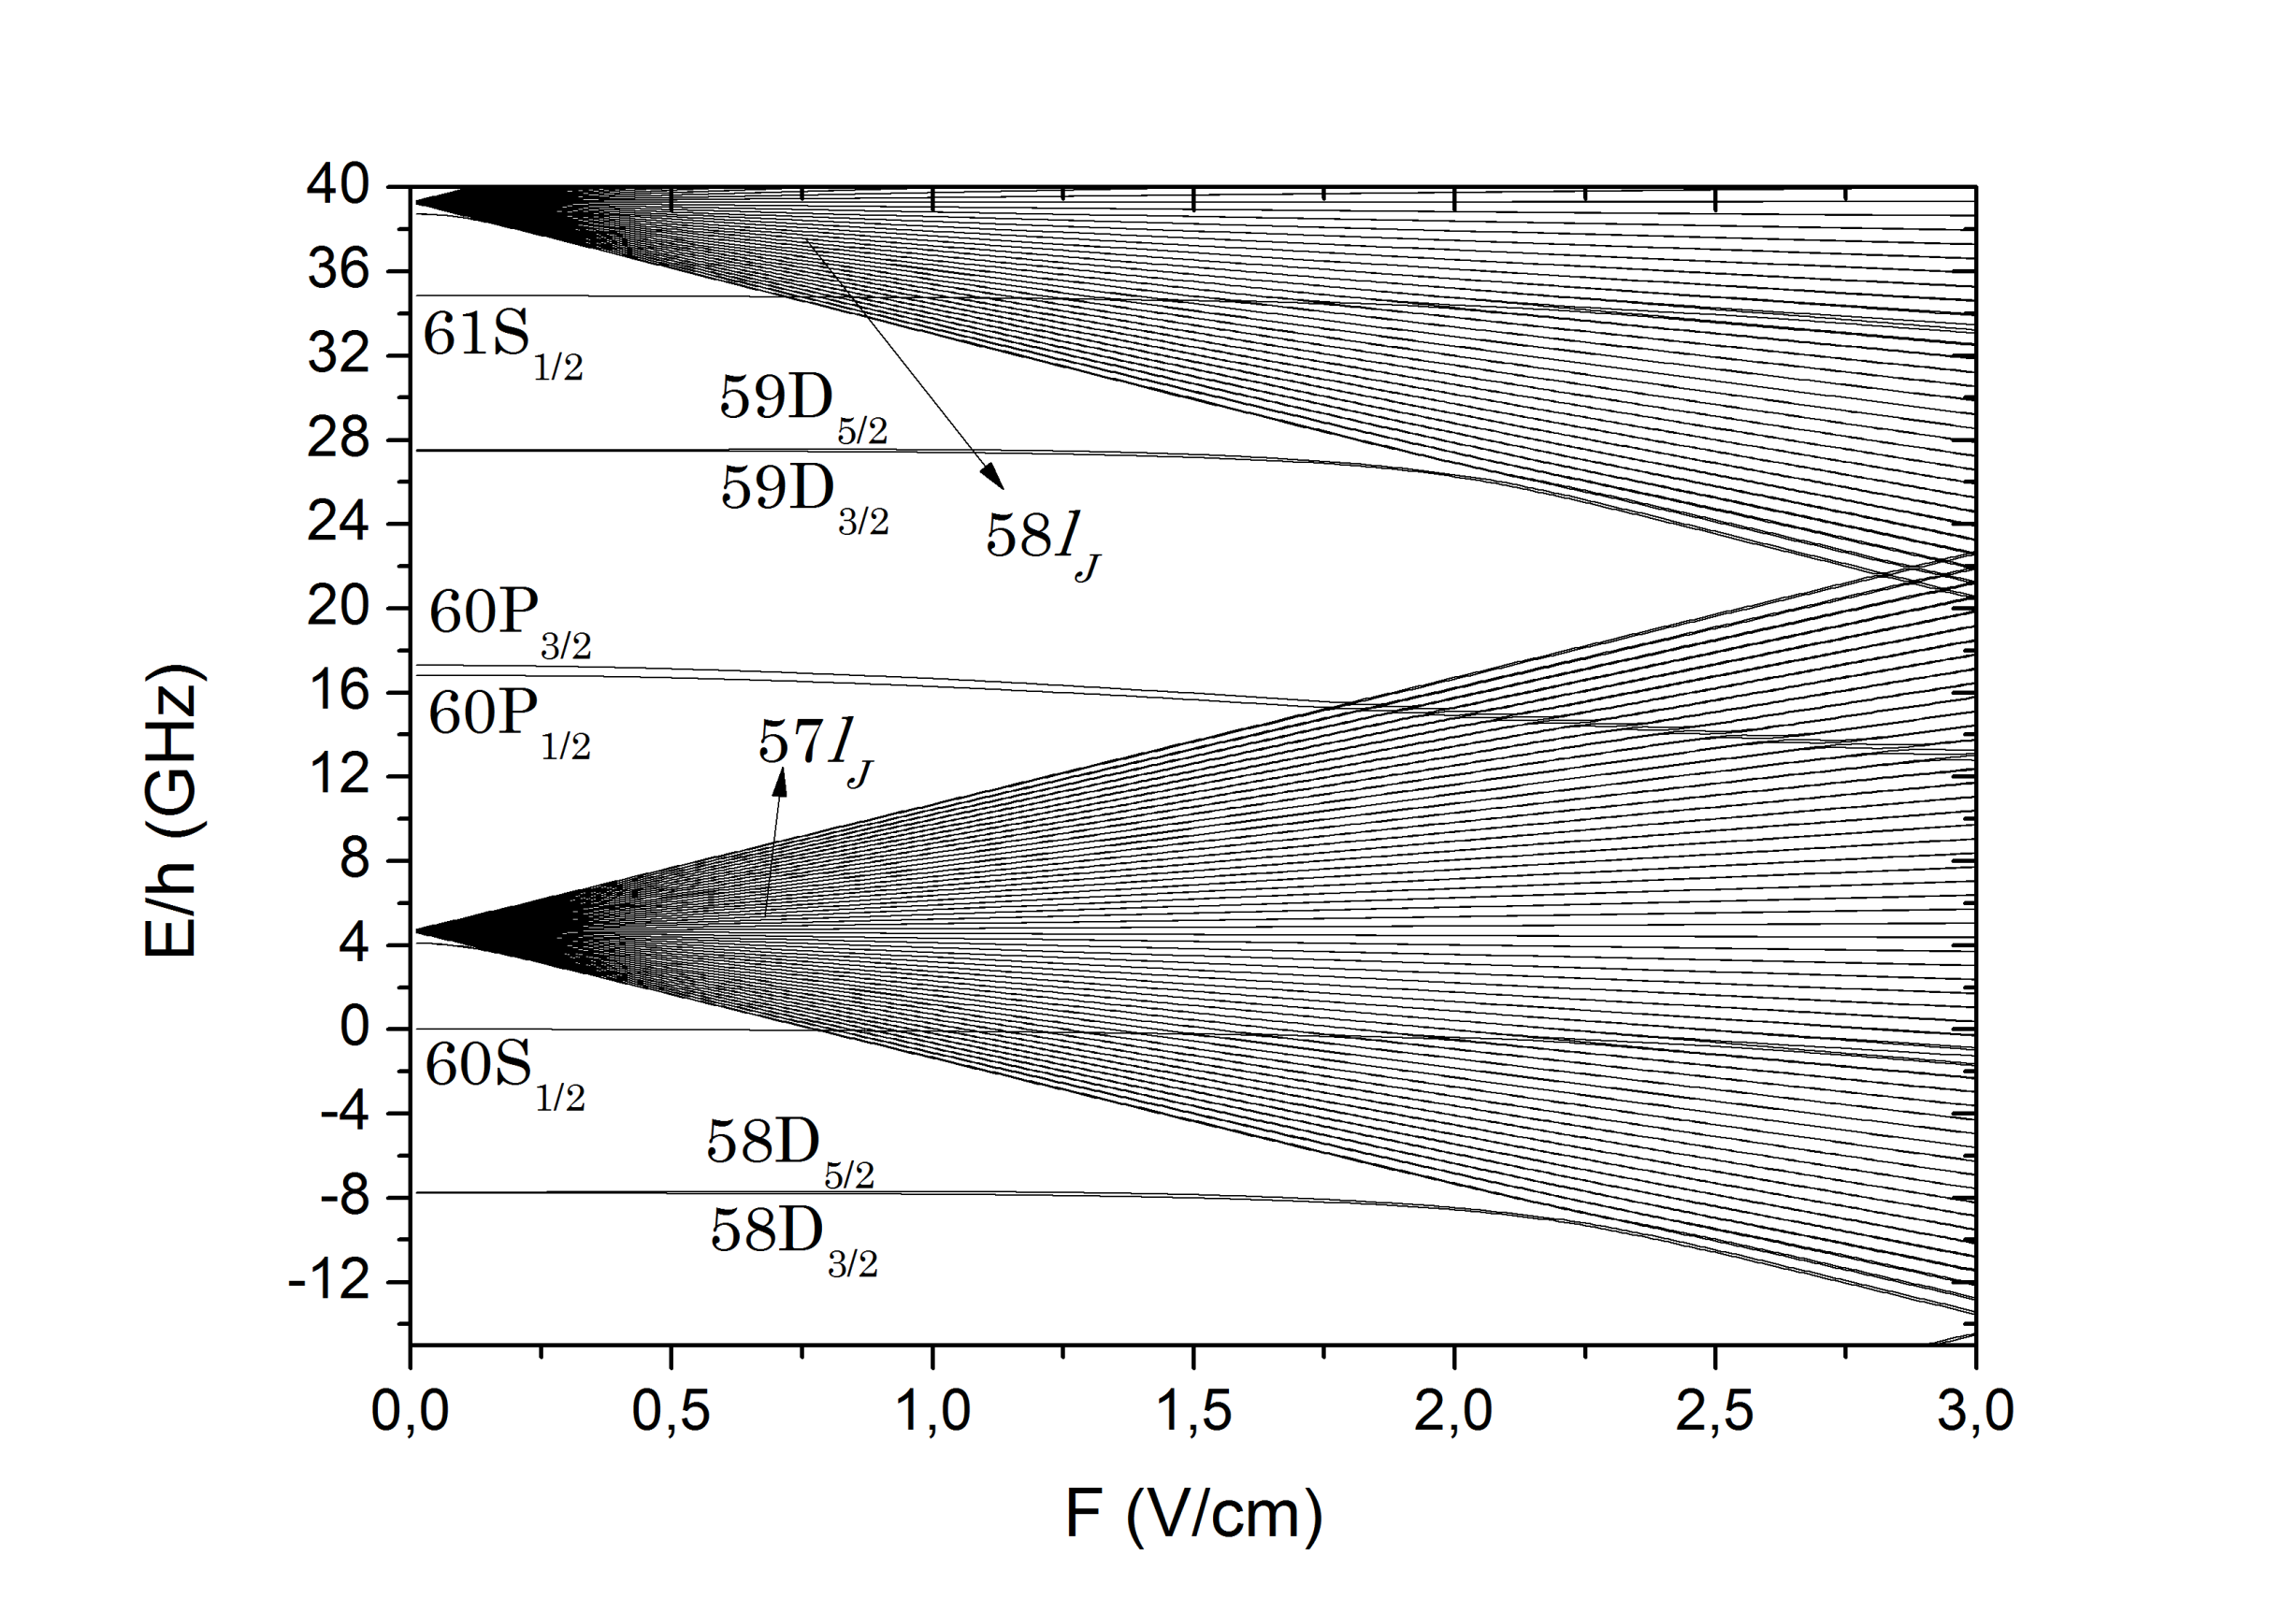 40
36
32
28
24
20
16
12
8
4
0
-4
-8
-12
E/h (GHz)
61S1/2
59D5/2
59D3/2
58lJ
60P3/2
60P1/2
57lJ
60S1/2
58D5/2
58D3/2
0,0 0,5 1,0 1,5 2,0 2,5 3,0
F (V/cm)